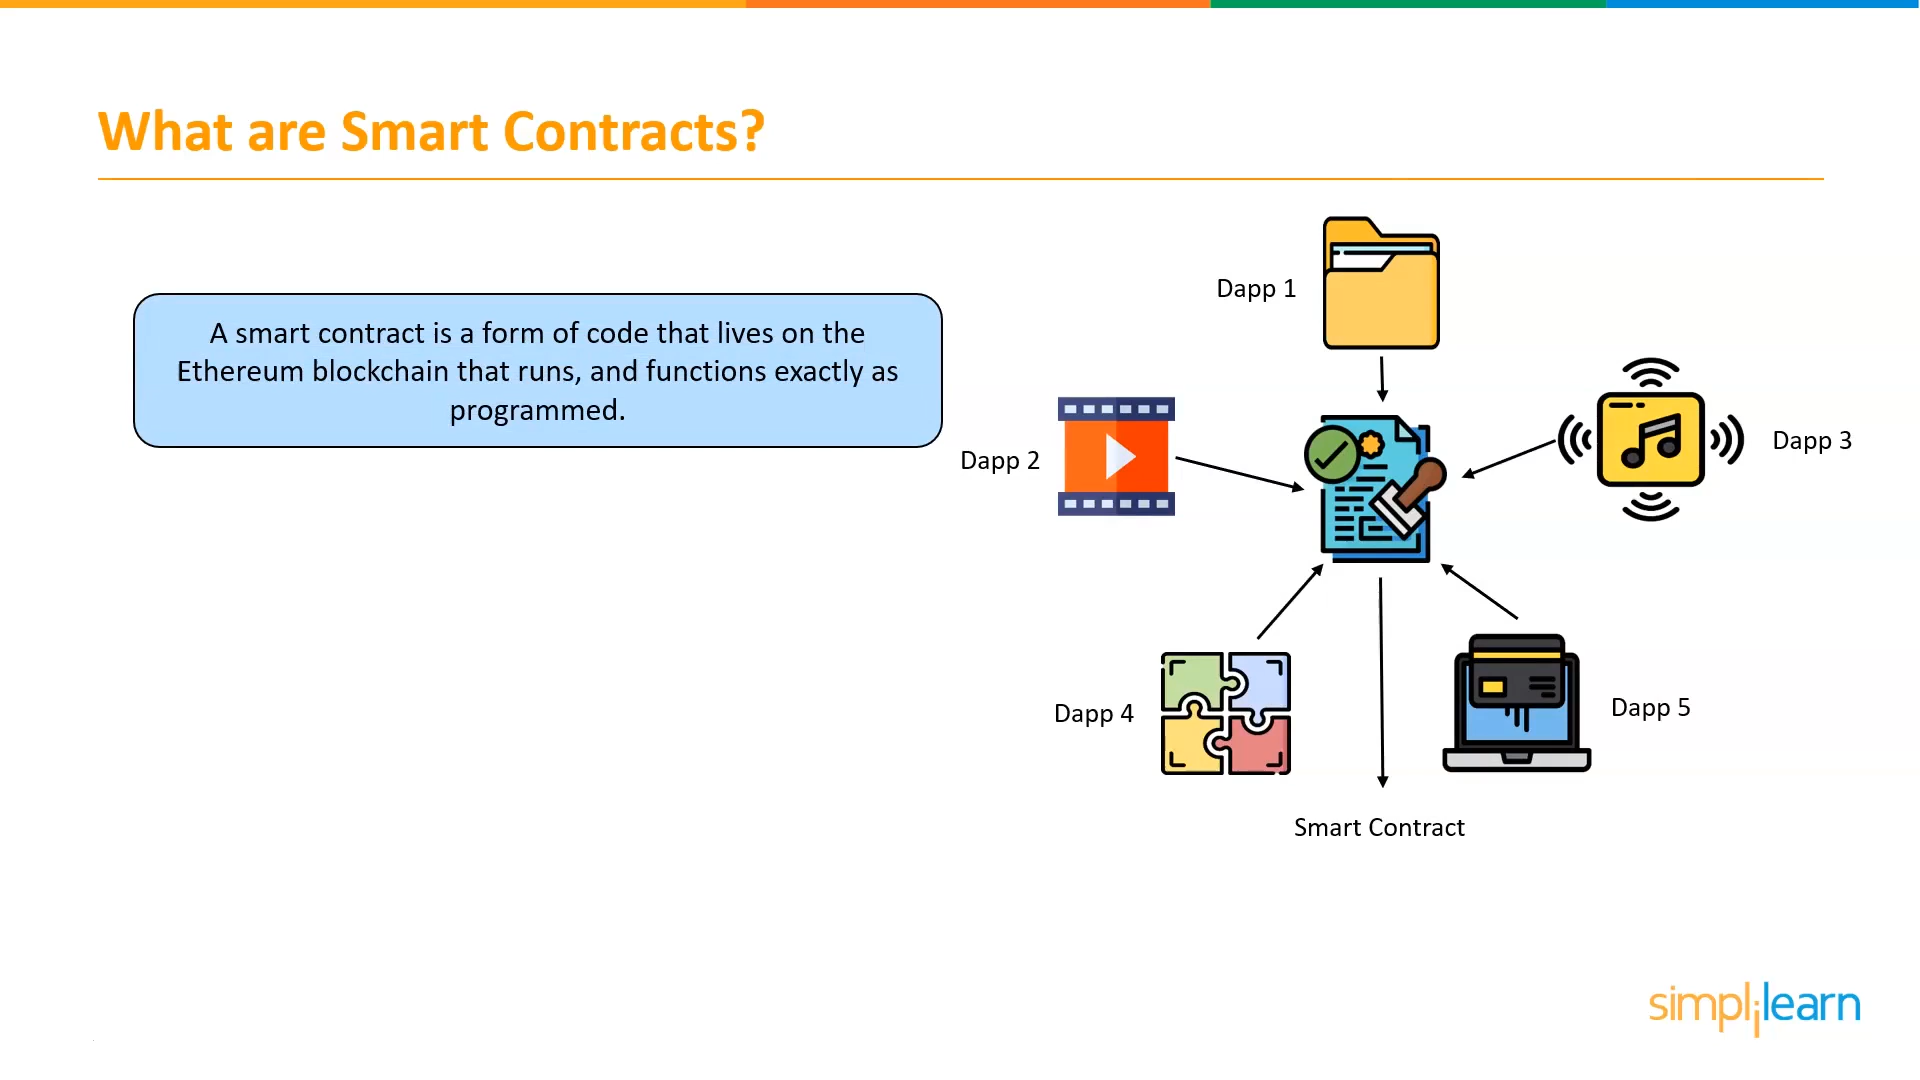 What are Smart Contracts?
A smart contract is a form of code that lives on the
Ethereum blockchain that runs, and functions exactly as
programmed.
Dapp 1
Dapp 2
Dapp 3
Dapp 4
Dapp 5
Smart Contract
simplilearn